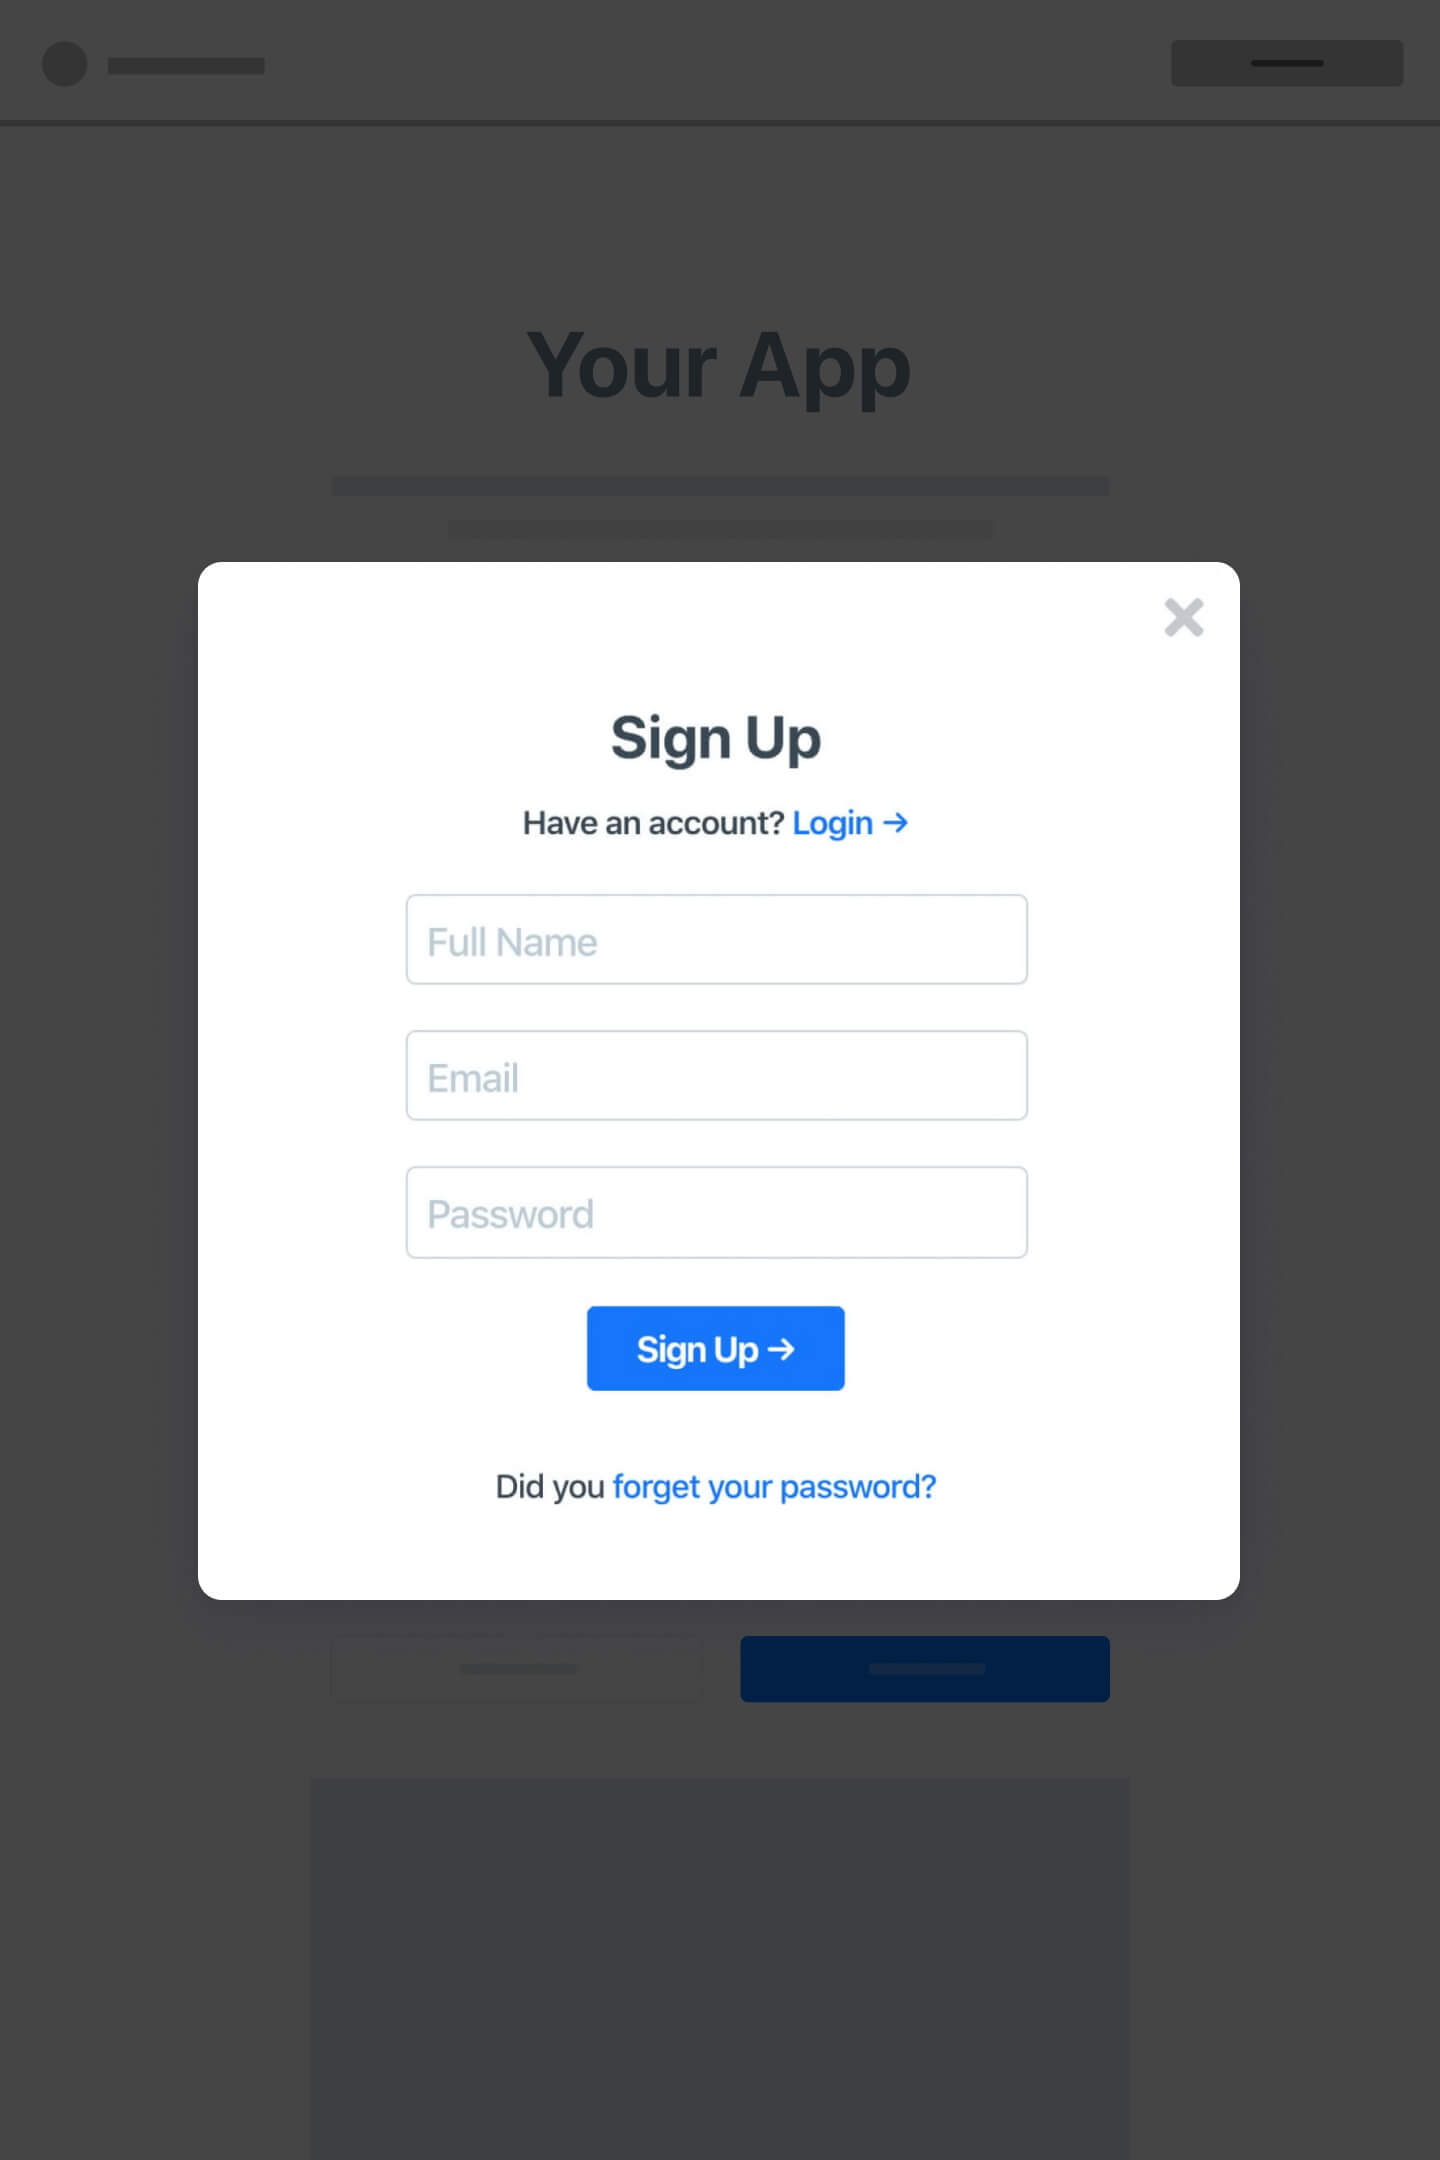 Your App
Sign Up
Have an account? Login →
Full Name
Email
Password
Sign Up →
Did you forget your password?